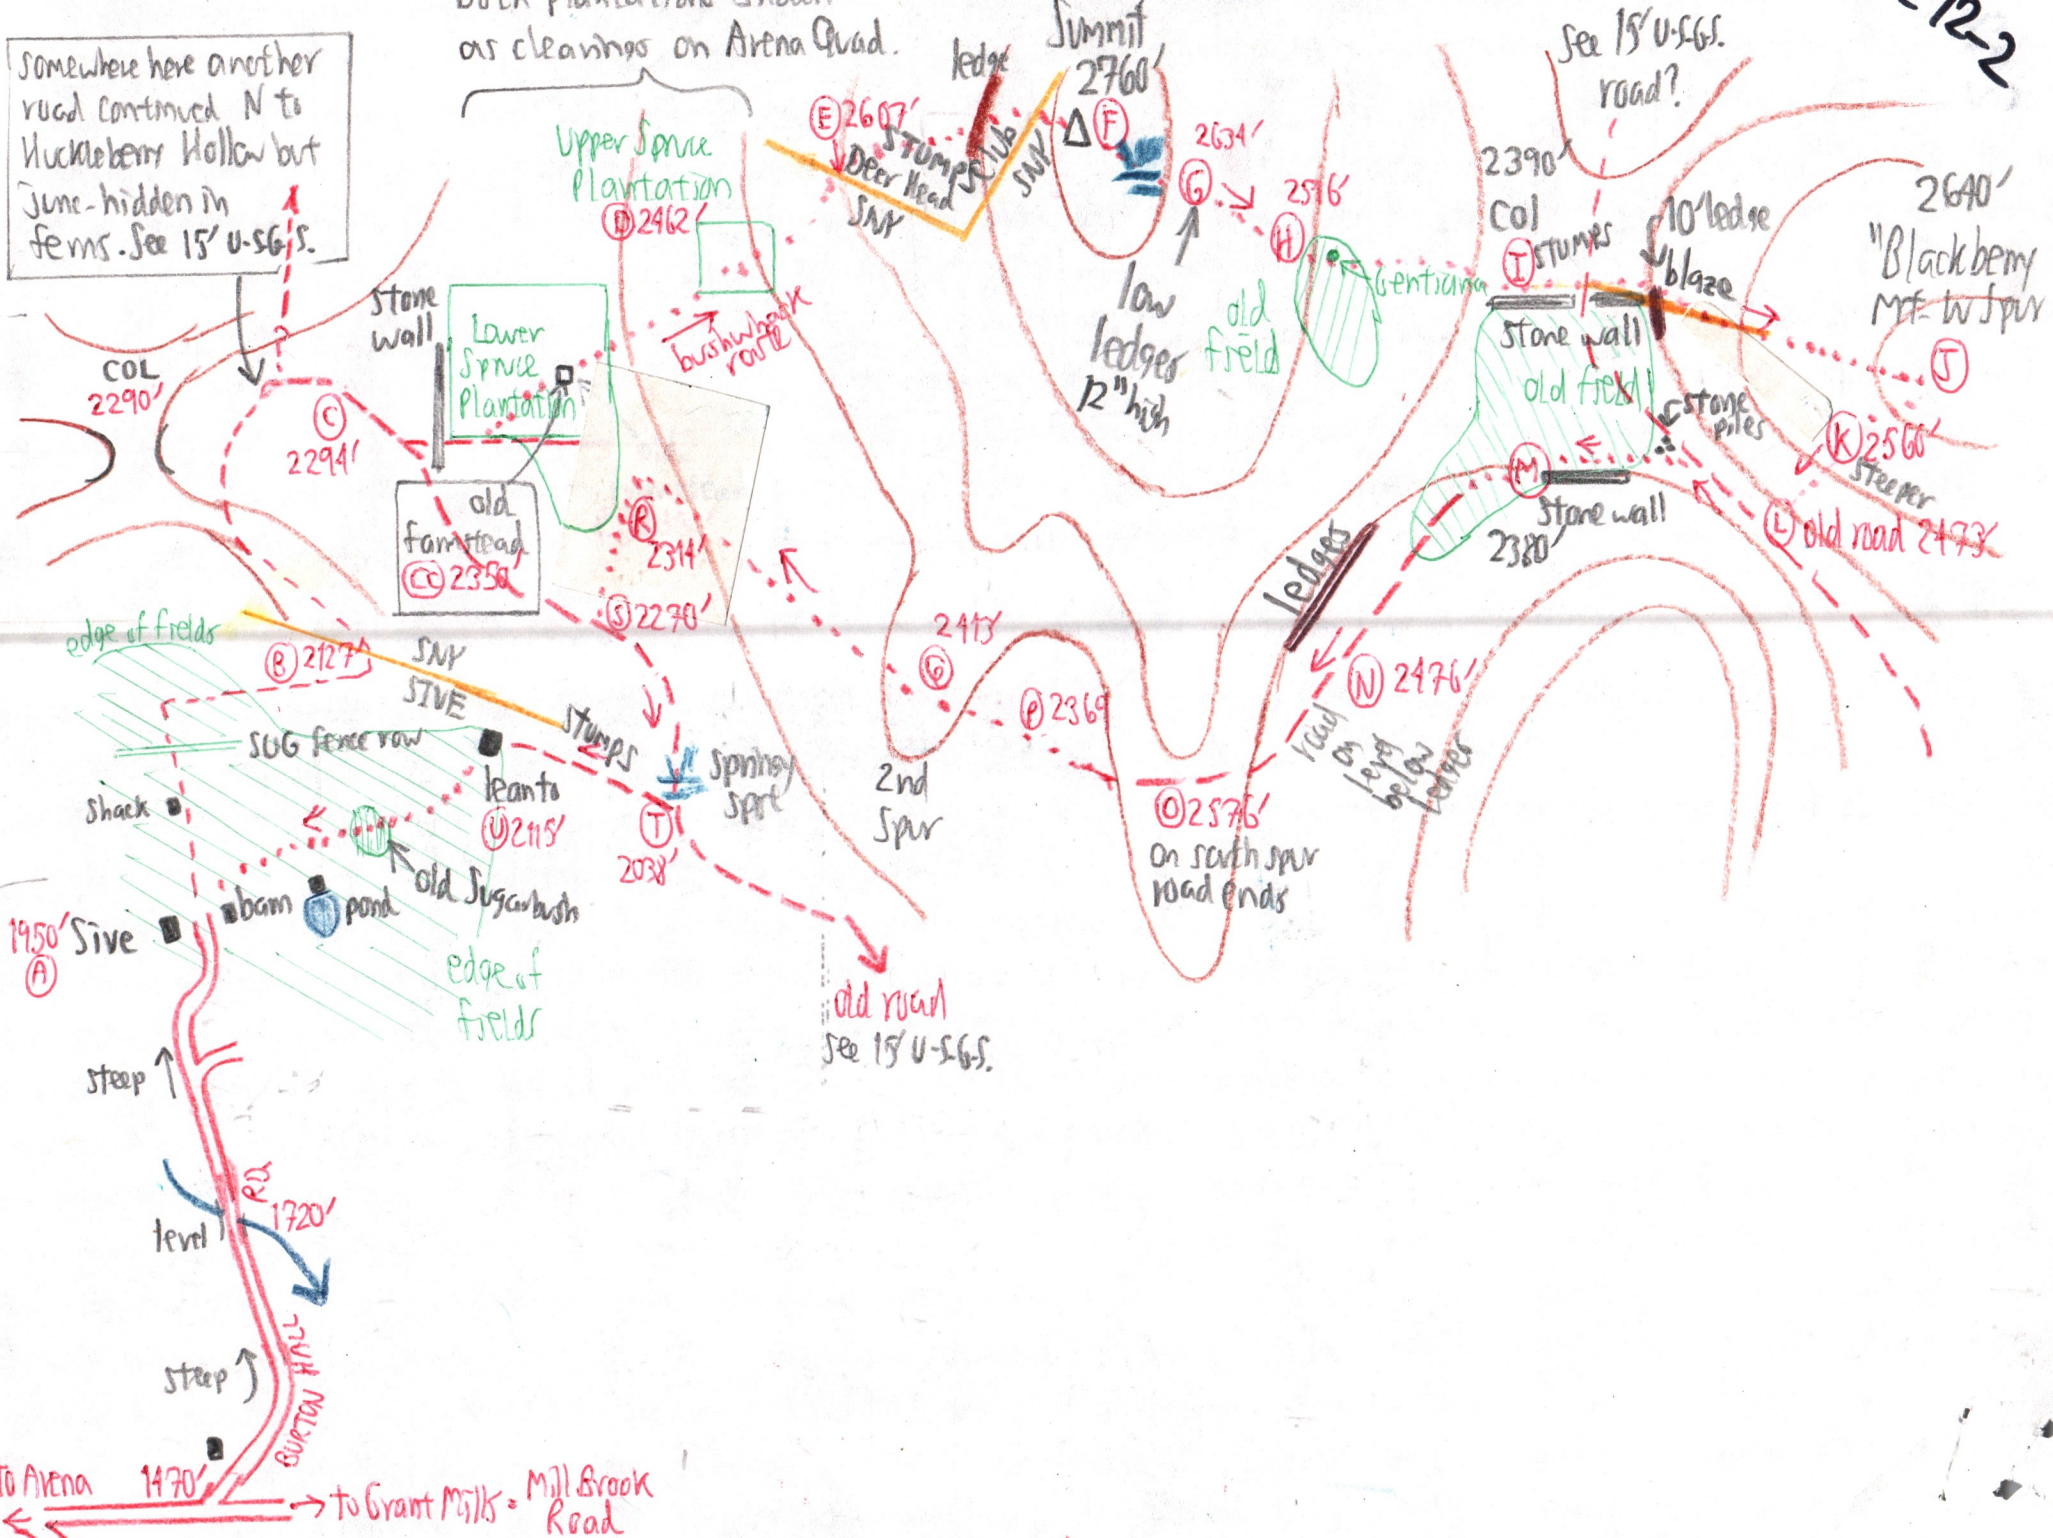 as clearings on Arena Quad.
12-2
somewhere here another
road continued N to
Huckleberry Hollow but
june-hidden in
ferns. See 15' U.S.G.S.
Upper Spruce
Plantation
D 2462'
E 2607'
STUMPS
Deer Head
SNY
ledge
SCLUB
SNY
Summit
2760'
F
G
2634'
H
2516'
low
ledges
12" high
old
field
Gentiana
See 15' U.S.G.S.
road?
2390'
COL
I
STUMPS
10' ledge
blaze
2640'
"Blackberry
Mt. W Spur
J
stone wall
old field
stone
piles
K 2560'
steeper
L old road 2473'
M
stone wall
2380'
COL
2290'
C
2294'
stone
wall
Lower
Spruce
Plantation
bushwhack
route
old
farmstead
CC 2350'
R
2314'
S 2270'
edge of fields
B 2127'
SNY
SIVE
STUMPS
SUG fence row
leanto
U 2115'
shack
barn
pond
old Sugarbush
1950' Sive
A
edge of
fields
T
2038'
2413'
P 2369
2nd
Spur
ledges
N 2476'
road
on
level
below
ledges
O 2576'
on south spur
road ends
old road
See 15' U.S.G.S.
steep
RD
1720'
level
BURTON HALL
steep
to Arena
1470'
to Grant Mills = Mill Brook
Road